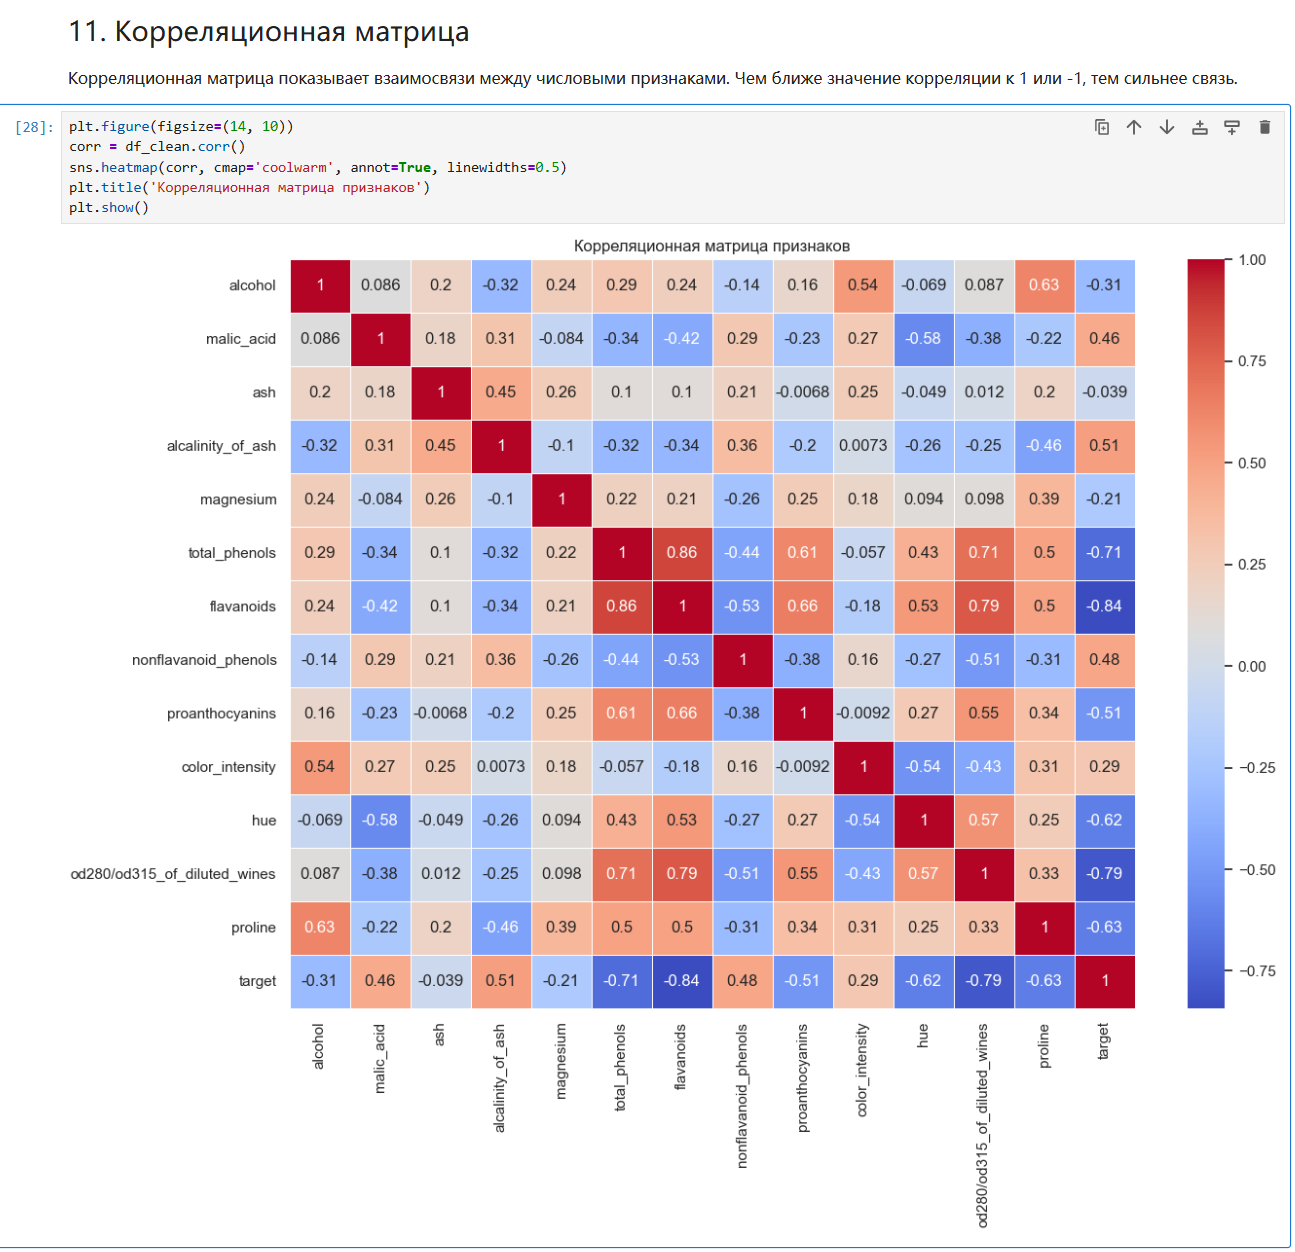 11. Корреляционная матрица
Корреляционная матрица показывает взаимосвязи между числовыми признаками. Чем ближе значение корреляции к 1 или -1, тем сильнее связь.
[28]:
plt.figure(figsize=(14, 10))
corr = df_clean.corr()
sns.heatmap(corr, cmap='coolwarm', annot=True, linewidths=0.5)
plt.title('Корреляционная матрица признаков')
plt.show()
Корреляционная матрица признаков
alcohol 1 0.086 0.2 -0.32 0.24 0.29 0.24 -0.14 0.16 0.54 -0.069 0.087 0.63 -0.31
malic_acid 0.086 1 0.18 0.31 -0.084 -0.34 -0.42 0.29 -0.23 0.27 -0.58 -0.38 -0.22 0.46
ash 0.2 0.18 1 0.45 0.26 0.1 0.1 0.21 -0.0068 0.25 -0.049 0.012 0.2 -0.039
alcalinity_of_ash -0.32 0.31 0.45 1 -0.1 -0.32 -0.34 0.36 -0.2 0.0073 -0.26 -0.25 -0.46 0.51
magnesium 0.24 -0.084 0.26 -0.1 1 0.22 0.21 -0.26 0.25 0.18 0.094 0.098 0.39 -0.21
total_phenols 0.29 -0.34 0.1 -0.32 0.22 1 0.86 -0.44 0.61 -0.057 0.43 0.71 0.5 -0.71
flavanoids 0.24 -0.42 0.1 -0.34 0.21 0.86 1 -0.53 0.66 -0.18 0.53 0.79 0.5 -0.84
nonflavanoid_phenols -0.14 0.29 0.21 0.36 -0.26 -0.44 -0.53 1 -0.38 0.16 -0.27 -0.51 -0.31 0.48
proanthocyanins 0.16 -0.23 -0.0068 -0.2 0.25 0.61 0.66 -0.38 1 -0.0092 0.27 0.55 0.34 -0.51
color_intensity 0.54 0.27 0.25 0.0073 0.18 -0.057 -0.18 0.16 -0.0092 1 -0.54 -0.43 0.31 0.29
hue -0.069 -0.58 -0.049 -0.26 0.094 0.43 0.53 -0.27 0.27 -0.54 1 0.57 0.25 -0.62
od280/od315_of_diluted_wines 0.087 -0.38 0.012 -0.25 0.098 0.71 0.79 -0.51 0.55 -0.43 0.57 1 0.33 -0.79
proline 0.63 -0.22 0.2 -0.46 0.39 0.5 0.5 -0.31 0.34 0.31 0.25 0.33 1 -0.63
target -0.31 0.46 -0.039 0.51 -0.21 -0.71 -0.84 0.48 -0.51 0.29 -0.62 -0.79 -0.63 1
alcohol
malic_acid
ash
alcalinity_of_ash
magnesium
total_phenols
flavanoids
nonflavanoid_phenols
proanthocyanins
color_intensity
hue
od280/od315_of_diluted_wines
proline
target
1.00
0.75
0.50
0.25
0.00
−0.25
−0.50
−0.75